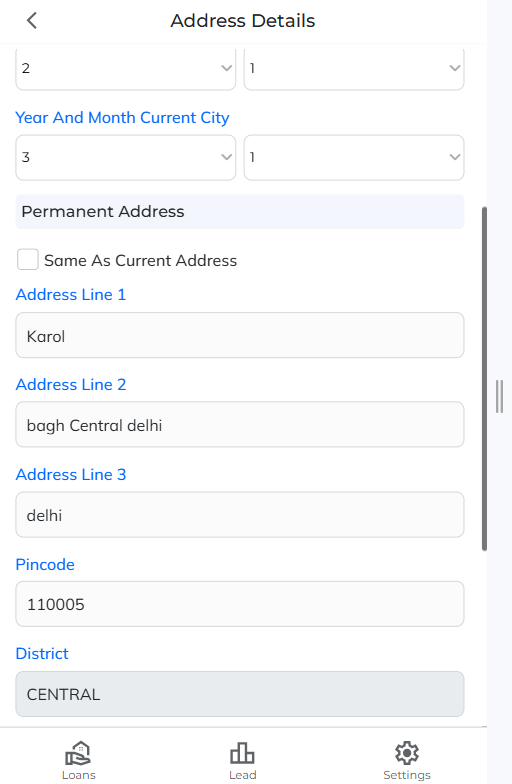 Address Details
2 1
Year And Month Current City
3 1
Permanent Address
Same As Current Address
Address Line 1
Karol
Address Line 2
bagh Central delhi
Address Line 3
delhi
Pincode
110005
District
CENTRAL
Loans Lead Settings